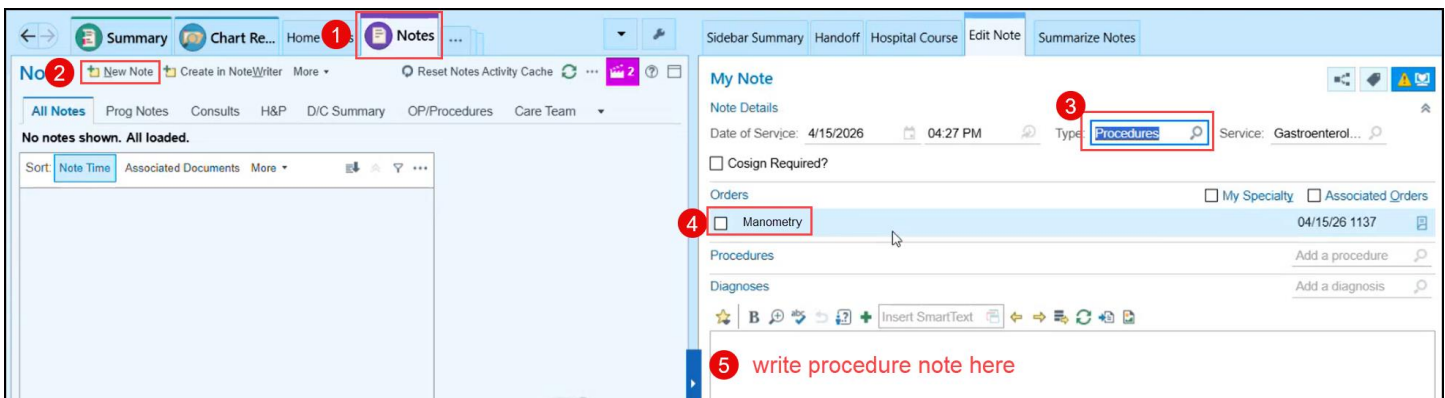 Summary Chart Re... Home s Notes ...
1
Sidebar Summary Handoff Hospital Course Edit Note Summarize Notes
No 2 New Note Create in NoteWriter More Reset Notes Activity Cache ... 2
All Notes Prog Notes Consults H&P D/C Summary OP/Procedures Care Team
No notes shown. All loaded.
Sort: Note Time Associated Documents More ...
My Note
Note Details
3
Date of Service: 4/15/2026 04:27 PM Type Procedures Service: Gastroenterol...
Cosign Required?
Orders My Specialty Associated Orders
4 Manometry 04/15/26 1137
Procedures Add a procedure
Diagnoses Add a diagnosis
B abc Insert SmartText
5 write procedure note here